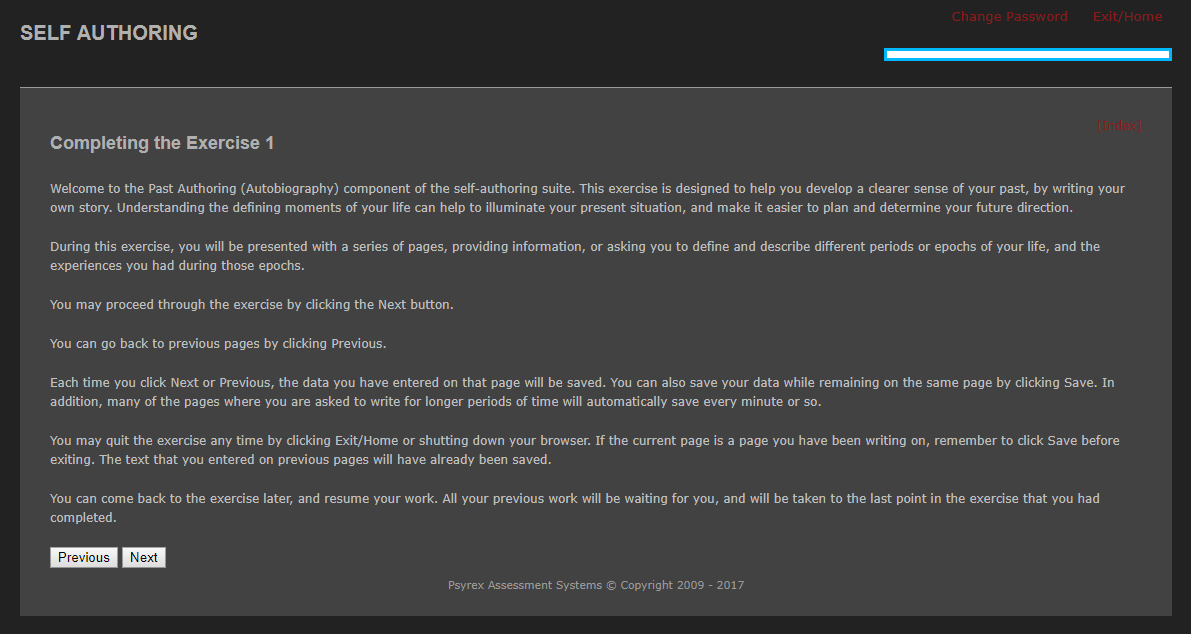 SELF AUTHORING
Change Password Exit/Home
[Index]
Completing the Exercise 1
Welcome to the Past Authoring (Autobiography) component of the self-authoring suite. This exercise is designed to help you develop a clearer sense of your past, by writing your
own story. Understanding the defining moments of your life can help to illuminate your present situation, and make it easier to plan and determine your future direction.
During this exercise, you will be presented with a series of pages, providing information, or asking you to define and describe different periods or epochs of your life, and the
experiences you had during those epochs.
You may proceed through the exercise by clicking the Next button.
You can go back to previous pages by clicking Previous.
Each time you click Next or Previous, the data you have entered on that page will be saved. You can also save your data while remaining on the same page by clicking Save. In
addition, many of the pages where you are asked to write for longer periods of time will automatically save every minute or so.
You may quit the exercise any time by clicking Exit/Home or shutting down your browser. If the current page is a page you have been writing on, remember to click Save before
exiting. The text that you entered on previous pages will have already been saved.
You can come back to the exercise later, and resume your work. All your previous work will be waiting for you, and will be taken to the last point in the exercise that you had
completed.
Previous Next
Psyrex Assessment Systems © Copyright 2009 - 2017